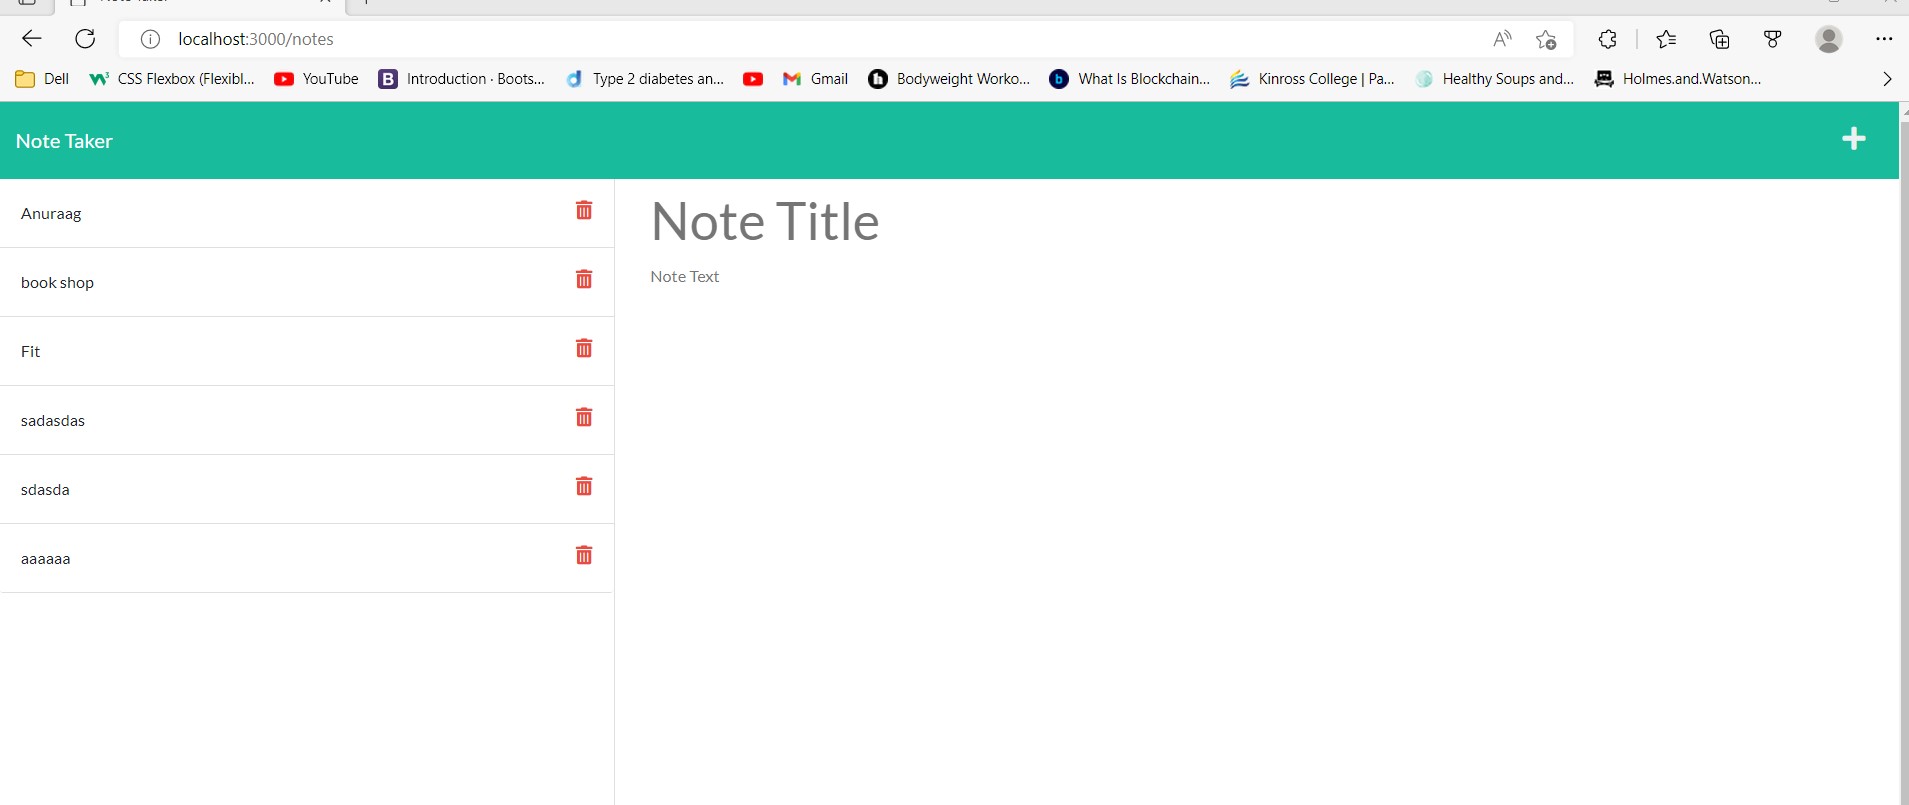 localhost:3000/notes
Dell
CSS Flexbox (Flexibl...
YouTube
B Introduction · Boots...
Type 2 diabetes an...
Gmail
Bodyweight Worko...
What Is Blockchain...
Kinross College | Pa...
Healthy Soups and...
Holmes.and.Watson...
Note Taker
Anuraag
book shop
Fit
sadasdas
sdasda
aaaaaa
Note Title
Note Text